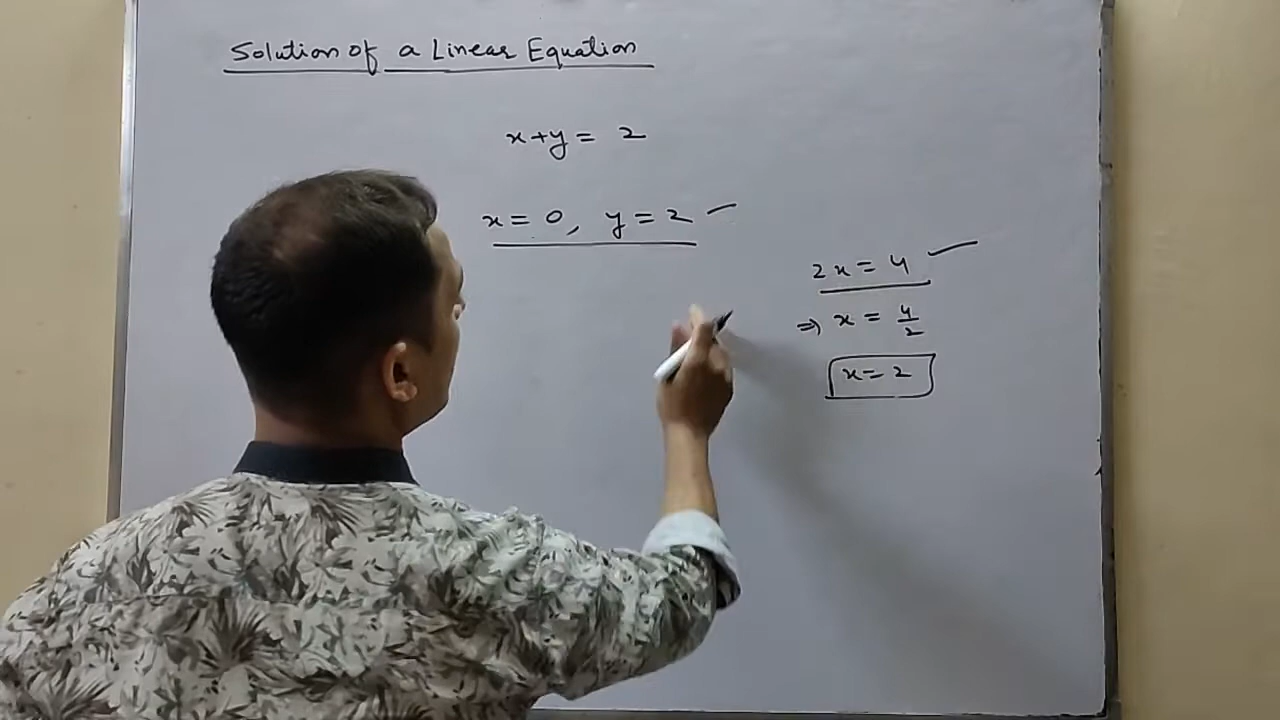 Solution of a Linear Equation
x+y = 2
x = 0, y = 2
2x = 4
⇒ x = 4/2
x = 2